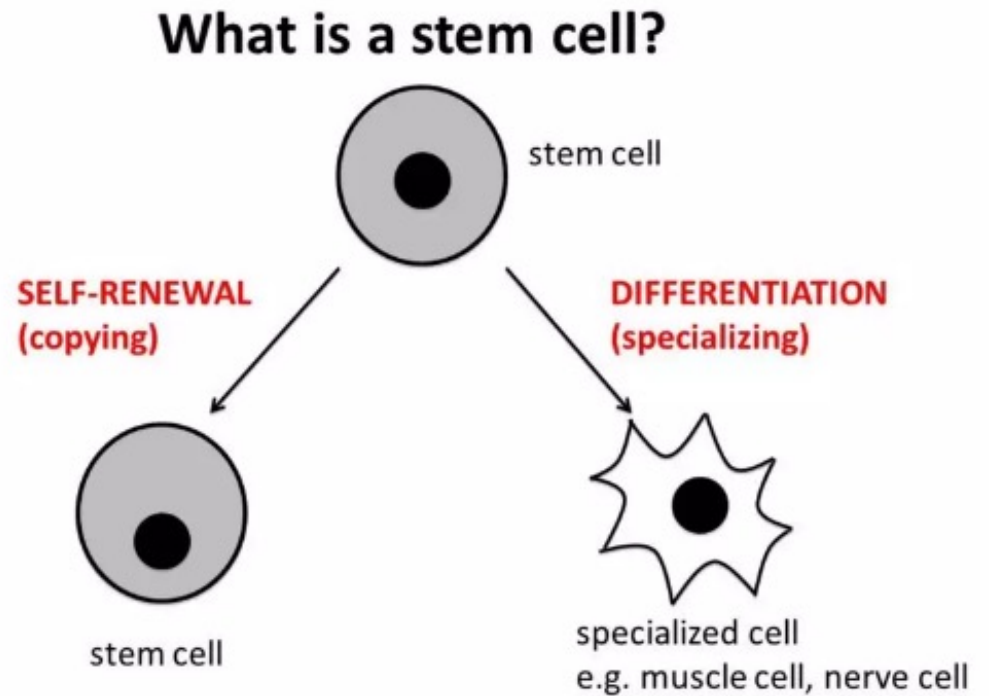 What is a stem cell?
stem cell
SELF-RENEWAL
(copying)
DIFFERENTIATION
(specializing)
stem cell
specialized cell
e.g. muscle cell, nerve cell